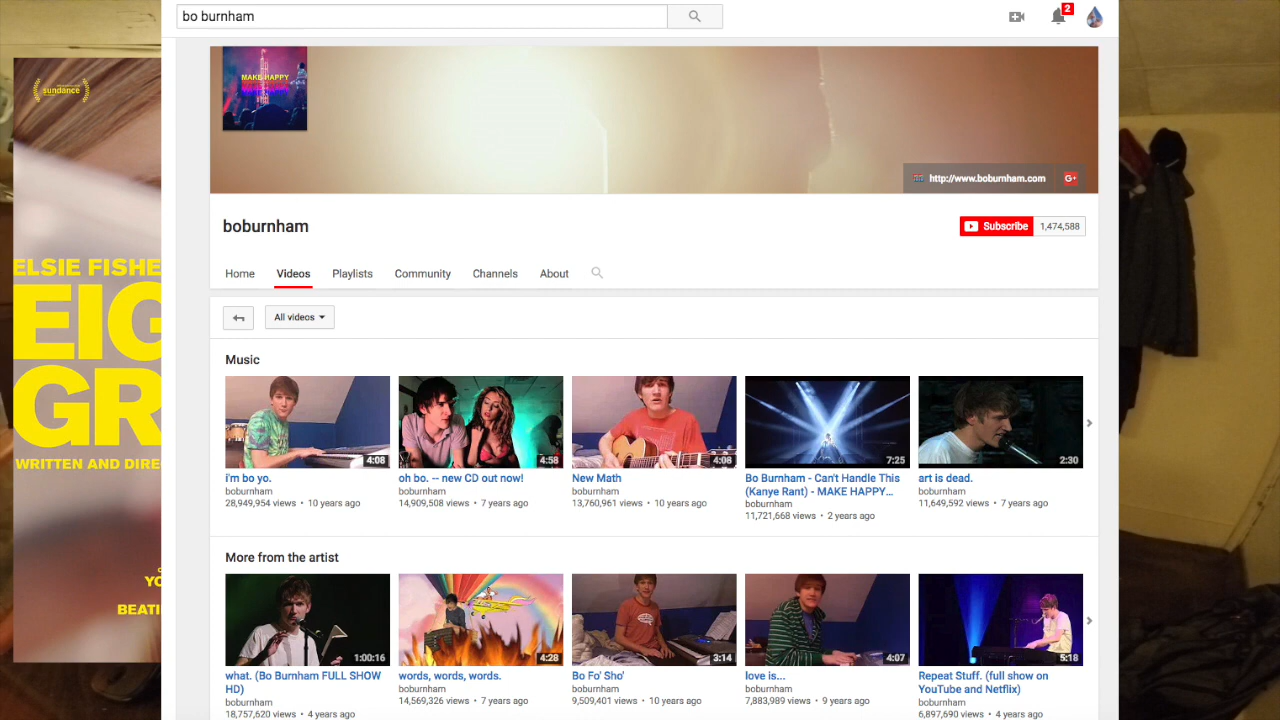 bo burnham
2
sundance
MAKE HAPPY
http://www.boburnham.com
G+
boburnham
Subscribe 1,474,588
Home Videos Playlists Community Channels About
All videos
ELSIE FISHE
EIG
GR
WRITTEN AND DIRE
YO
BEATI
Music
4:08 4:58 4:08 7:25 2:30
i'm bo yo.
boburnham
28,949,954 views • 10 years ago
oh bo. -- new CD out now!
boburnham
14,909,508 views • 7 years ago
New Math
boburnham
13,760,961 views • 10 years ago
Bo Burnham - Can't Handle This
(Kanye Rant) - MAKE HAPPY...
boburnham
11,721,668 views • 2 years ago
art is dead.
boburnham
11,649,592 views • 7 years ago
More from the artist
1:00:16 4:28 3:14 4:07 5:18
what. (Bo Burnham FULL SHOW
HD)
boburnham
18,757,620 views • 4 years ago
words, words, words.
boburnham
14,569,326 views • 7 years ago
Bo Fo' Sho'
boburnham
9,509,401 views • 10 years ago
love is...
boburnham
7,883,989 views • 9 years ago
Repeat Stuff. (full show on
YouTube and Netflix)
boburnham
6,897,690 views • 4 years ago